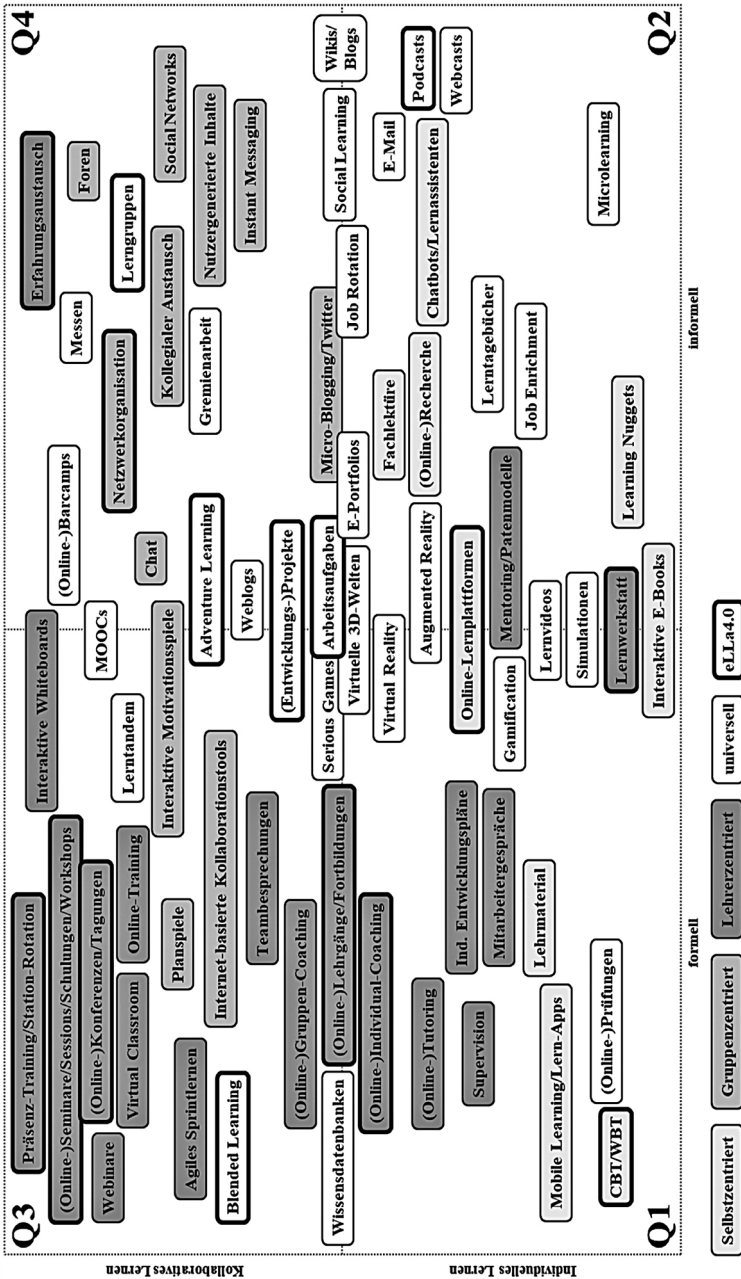 Q3
Q4
Präsenz-Training/Station-Rotation
Interaktive Whiteboards
Erfahrungsaustausch
(Online-)Seminare/Sessions/Schulungen/Workshops
(Online-)Barcamps
Messen
Foren
Webinare
(Online-)Konferenzen/Tagungen
MOOCs
Netzwerkorganisation
Lerngruppen
Virtual Classroom
Online-Training
Lerntandem
Chat
Planspiele
Interaktive Motivationsspiele
Kollegialer Austausch
Social Networks
Agiles Sprintlernen
Internet-basierte Kollaborationstools
Adventure Learning
Gremienarbeit
Nutzergenerierte Inhalte
Blended Learning
Teambesprechungen
Weblogs
Instant Messaging
(Online-)Gruppen-Coaching
(Entwicklungs-)Projekte
Serious Games
Arbeitsaufgaben
Micro-Blogging/Twitter
Wikis/
Blogs
Wissensdatenbanken
(Online-)Lehrgänge/Fortbildungen
Virtuelle 3D-Welten
E-Portfolios
Job Rotation
Social Learning
(Online-)Individual-Coaching
Virtual Reality
Fachlektüre
E-Mail
Podcasts
(Online-)Tutoring
Augmented Reality
(Online-)Recherche
Chatbots/Lernassistenten
Webcasts
Supervision
Ind. Entwicklungspläne
Online-Lernplattformen
Lerntagebücher
Mitarbeitergespräche
Gamification
Mentoring/Patenmodelle
Job Enrichment
Mobile Learning/Lern-Apps
Lehrmaterial
Lernvideos
Simulationen
Microlearning
CBT/WBT
(Online-)Prüfungen
Lernwerkstatt
Learning Nuggets
Interaktive E-Books
Q1
Q2
Kollaboratives Lernen
Individuelles Lernen
formell
informell
Selbstzentriert
Gruppenzentriert
Lehrerzentriert
universell
eLLa4.0